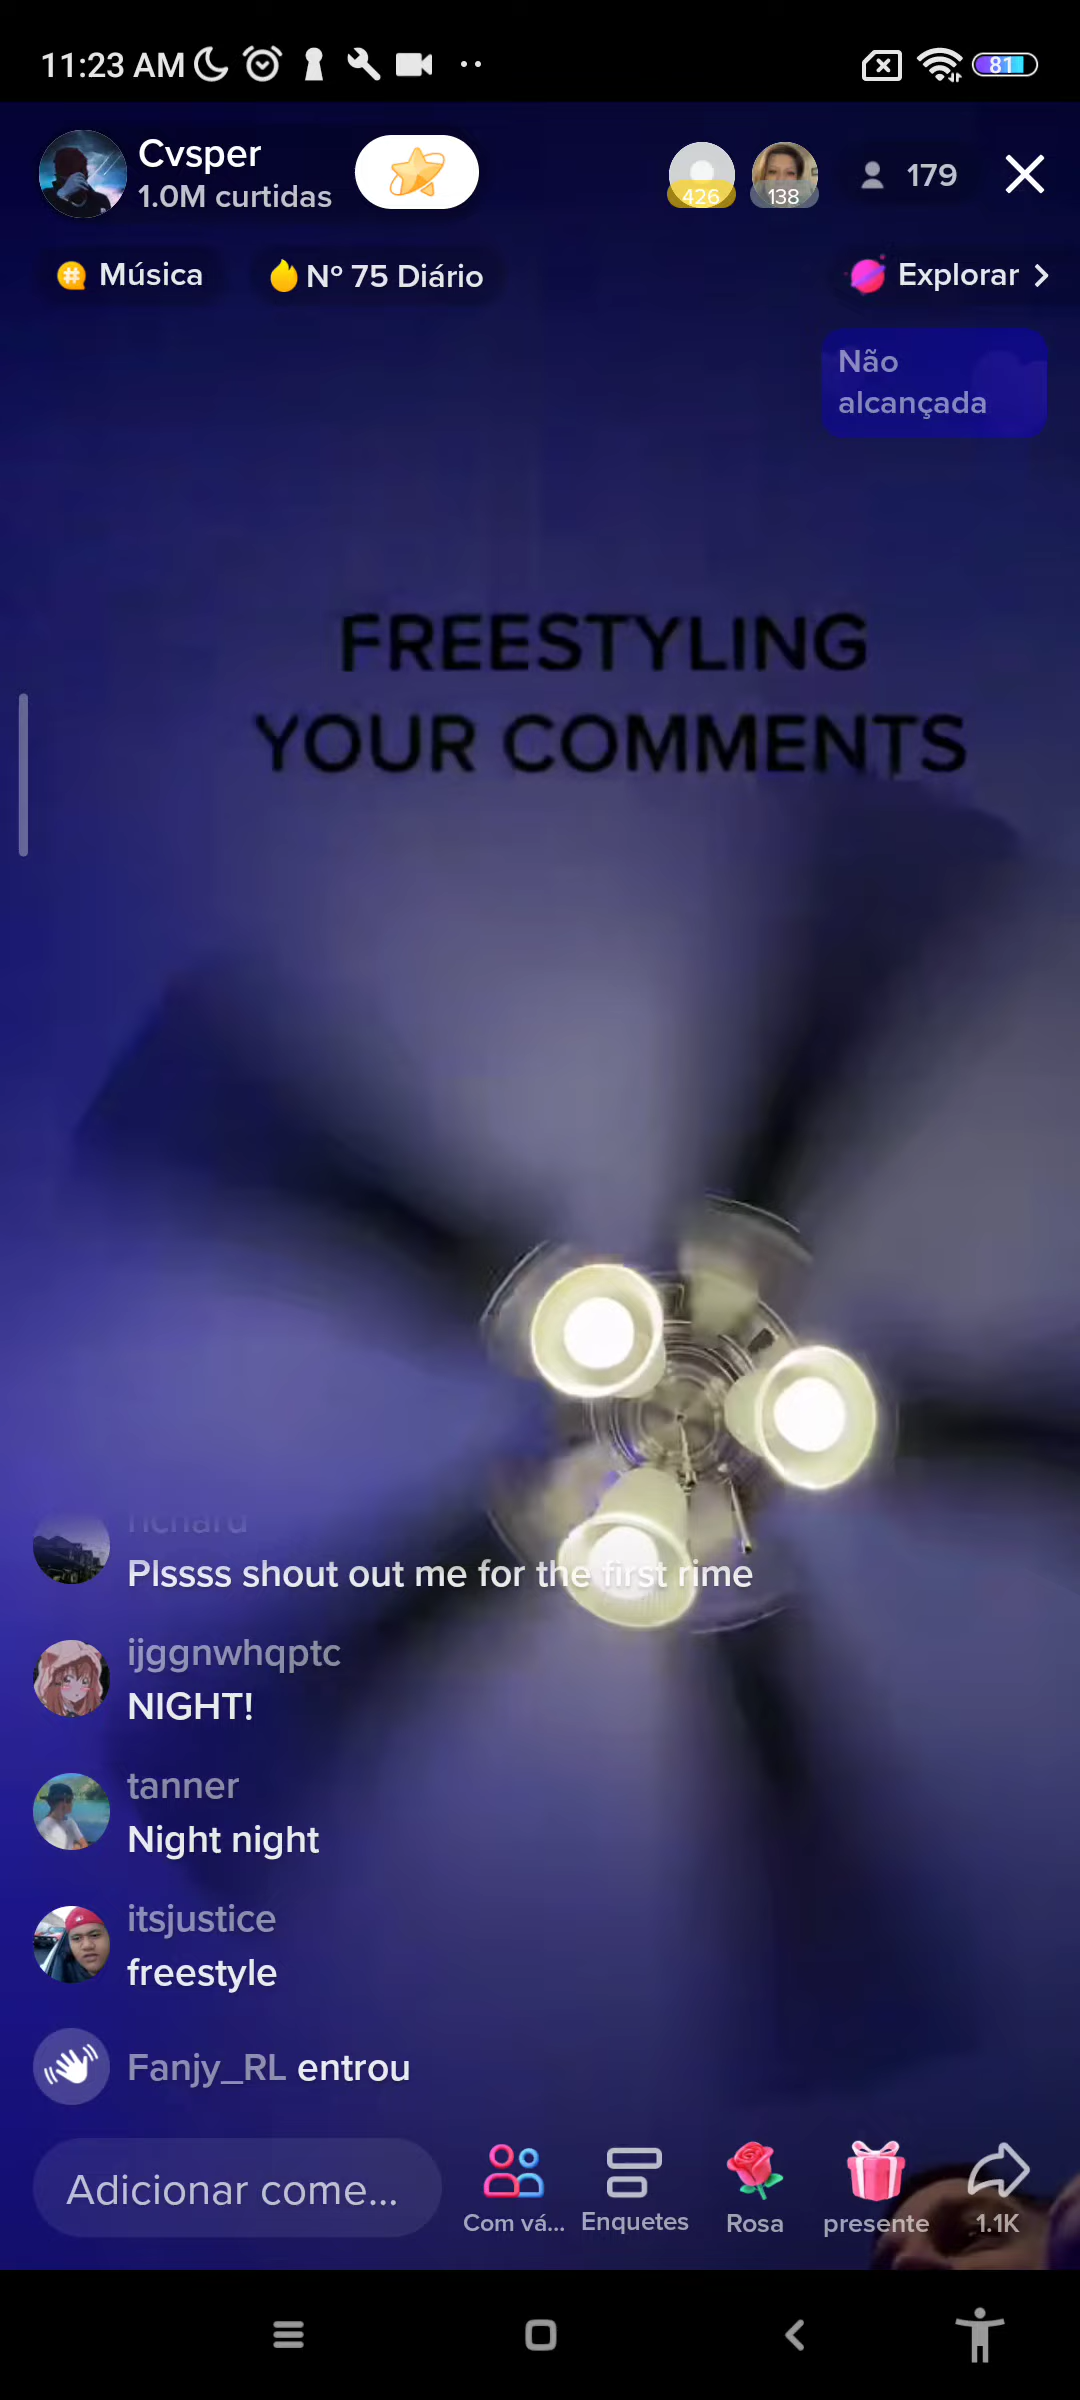 11:23 AM
81
Cvsper
1.0M curtidas
426
138
179
Música
Nº 75 Diário
Explorar
Não
alcançada
FREESTYLING
YOUR COMMENTS
richard
Plssss shout out me for the first rime
ijggnwhqptc
NIGHT!
tanner
Night night
itsjustice
freestyle
Fanjy_RL entrou
Adicionar come...
Com vá...
Enquetes
Rosa
presente
1.1K